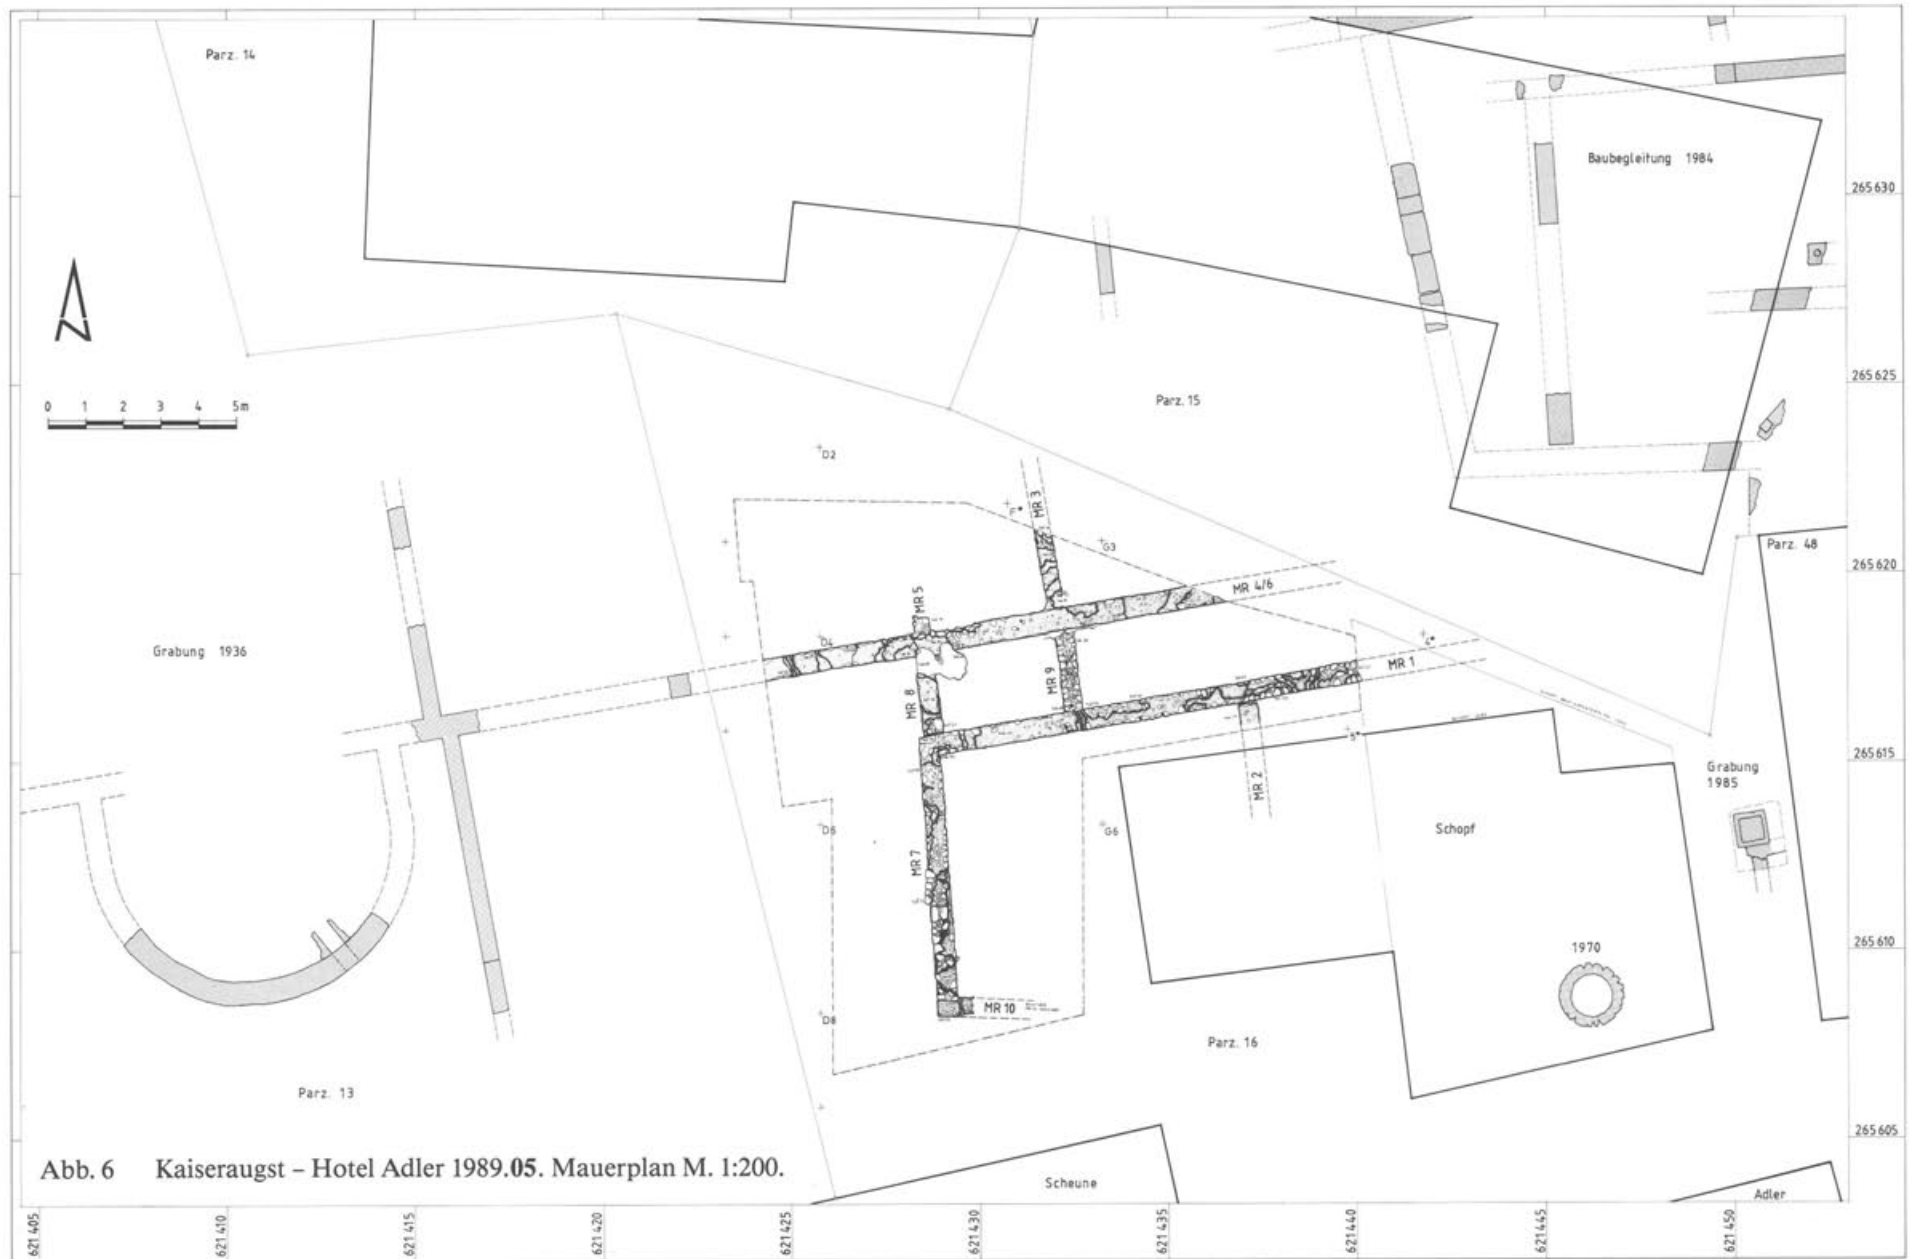 Parz. 14
Baubegleitung 1984
265 630
0 1 2 3 4 5m
265 625
Parz. 15
D2
MR 3
F*
G3
Parz. 48
265 620
MR 4/6
MR 5
D4
4*
Grabung 1936
MR 1
MR 9
MR 8
5*
265 615
Grabung
1985
MR 2
D6
G6
Schopf
MR 7
1970
265 610
MR 10
D8
Parz. 16
Parz. 13
265 605
Abb. 6 Kaiseraugst – Hotel Adler 1989.05. Mauerplan M. 1:200.
Scheune
Adler
621 405
621 410
621 415
621 420
621 425
621 430
621 435
621 440
621 445
621 450